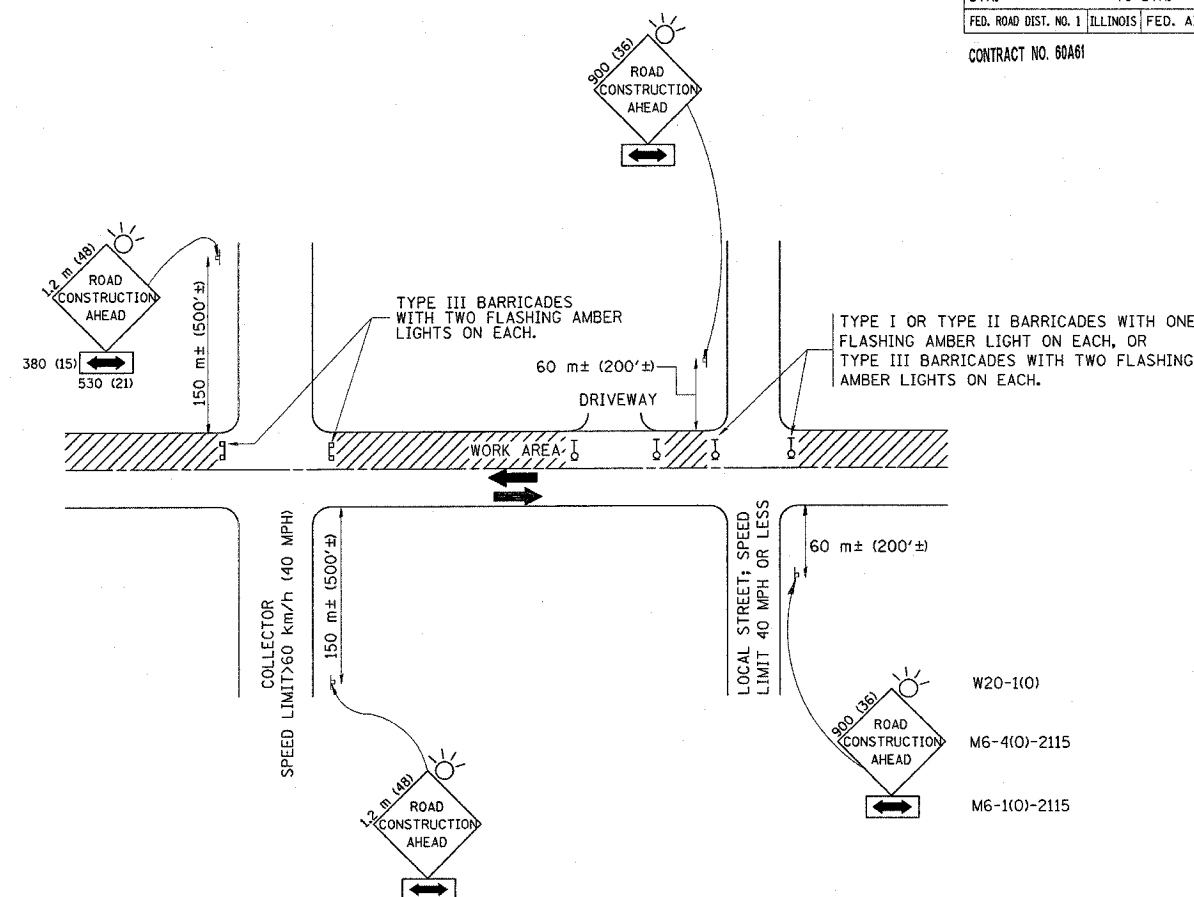 FED. ROAD DIST. NO. 1 ILLINOIS FED.
CONTRACT NO. 60A61
900 (36)
ROAD
CONSTRUCTION
AHEAD
1.2 m (48)
ROAD
CONSTRUCTION
AHEAD
380 (15)
530 (21)
150 m± (500'±)
TYPE III BARRICADES
WITH TWO FLASHING AMBER
LIGHTS ON EACH.
60 m± (200'±)
DRIVEWAY
TYPE I OR TYPE II BARRICADES WITH ONE
FLASHING AMBER LIGHT ON EACH, OR
TYPE III BARRICADES WITH TWO FLASHING
AMBER LIGHTS ON EACH.
WORK AREA
COLLECTOR
SPEED LIMIT>60 km/h (40 MPH)
150 m± (500'±)
LOCAL STREET; SPEED
LIMIT 40 MPH OR LESS
60 m± (200'±)
1.2 m (48)
ROAD
CONSTRUCTION
AHEAD
900 (36)
ROAD
CONSTRUCTION
AHEAD
W20-1(O)
M6-4(O)-2115
M6-1(O)-2115